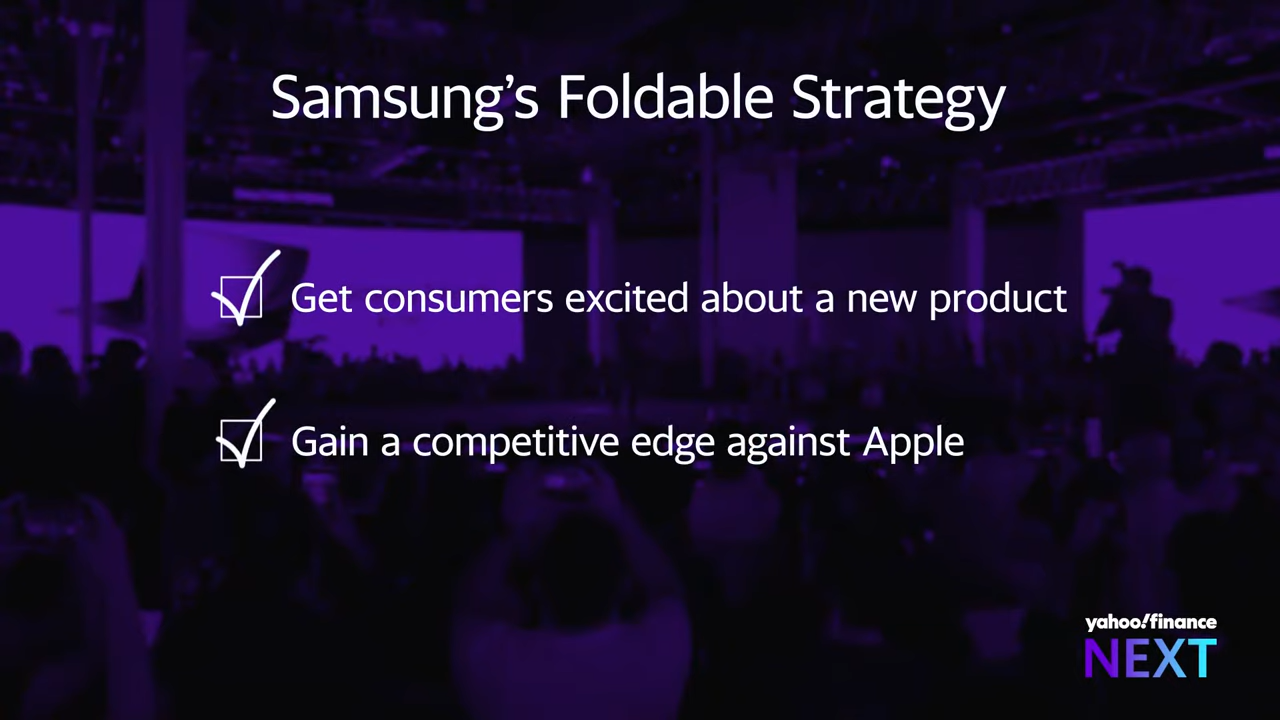 Samsung’s Foldable Strategy
Get consumers excited about a new product
Gain a competitive edge against Apple
yahoo!finance
NEXT